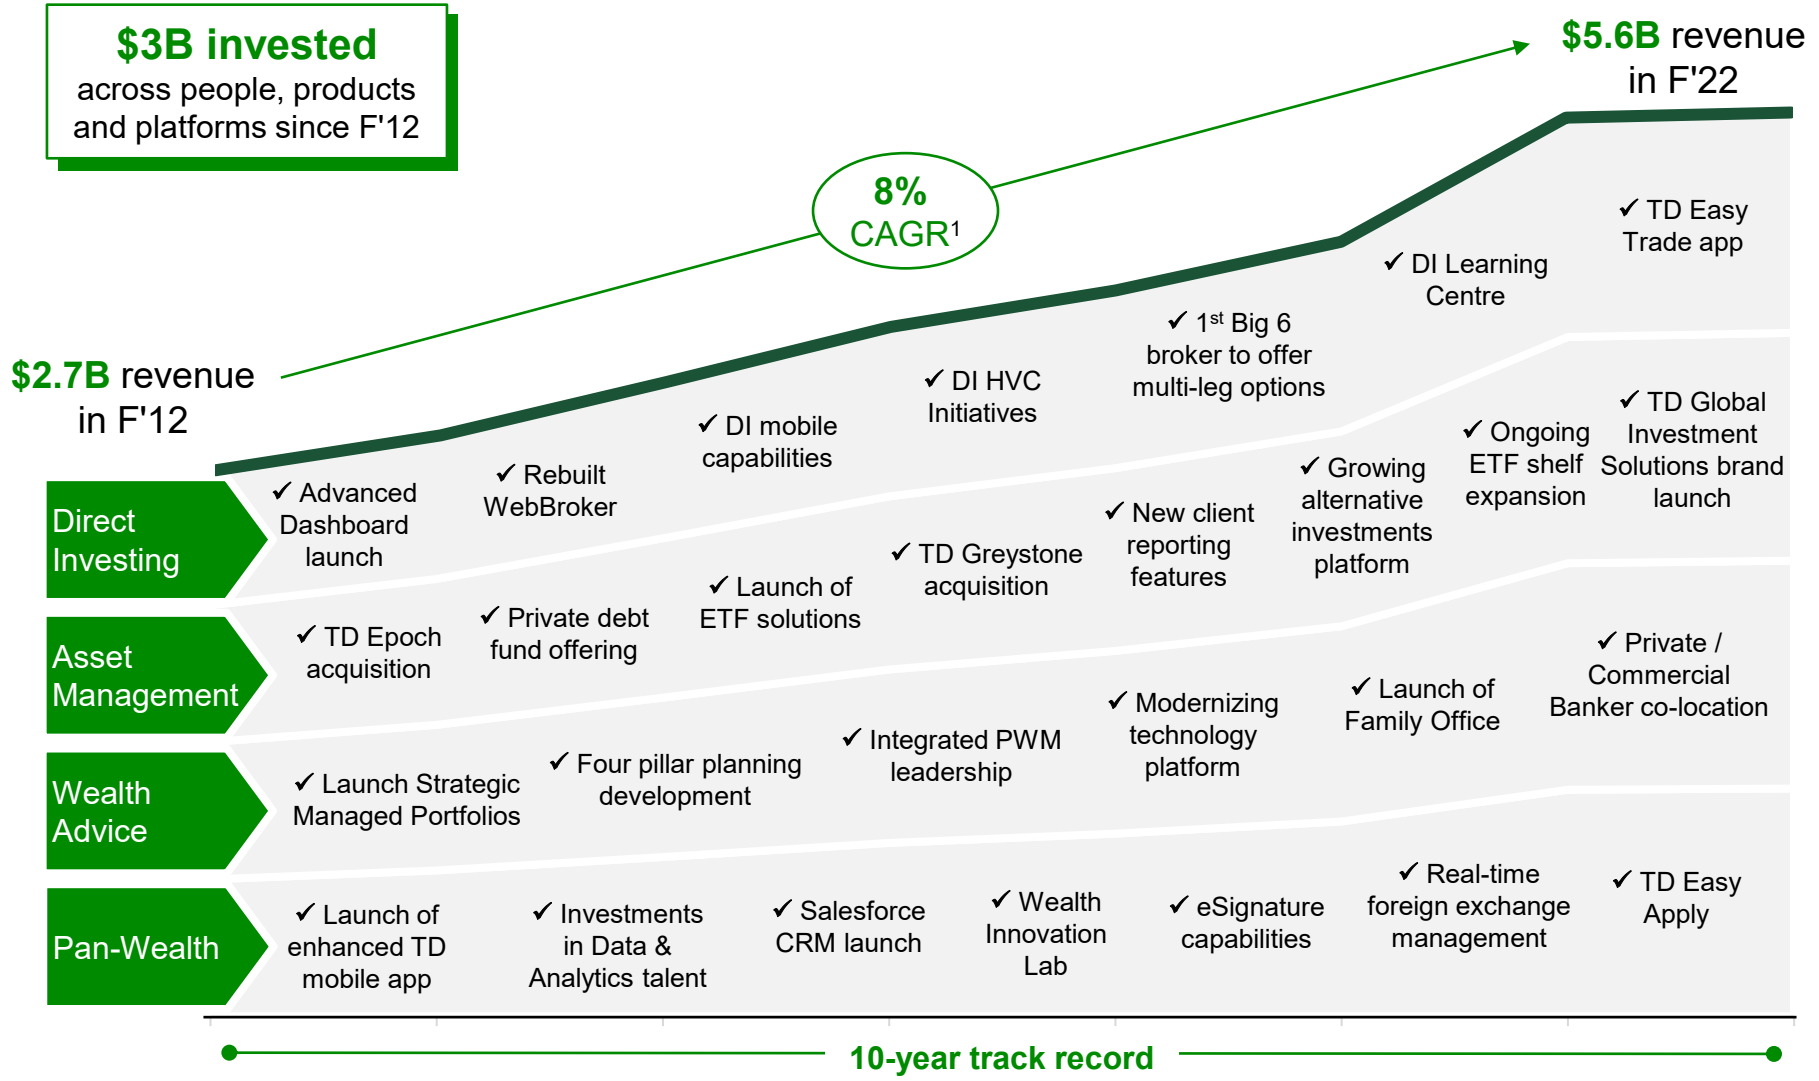 $3B invested
across people, products
and platforms since F'12
$5.6B revenue
in F'22
8%
CAGR¹
$2.7B revenue
in F'12
Direct
Investing
✓ Advanced
Dashboard
launch
✓ Rebuilt
WebBroker
✓ DI mobile
capabilities
✓ DI HVC
Initiatives
✓ 1st Big 6
broker to offer
multi-leg options
✓ DI Learning
Centre
✓ TD Easy
Trade app
Asset
Management
✓ TD Epoch
acquisition
✓ Private debt
fund offering
✓ Launch of
ETF solutions
✓ TD Greystone
acquisition
✓ New client
reporting
features
✓ Growing
alternative
investments
platform
✓ Ongoing
ETF shelf
expansion
✓ TD Global
Investment
Solutions brand
launch
Wealth
Advice
✓ Launch Strategic
Managed Portfolios
✓ Four pillar planning
development
✓ Integrated PWM
leadership
✓ Modernizing
technology
platform
✓ Launch of
Family Office
✓ Private /
Commercial
Banker co-location
Pan-Wealth
✓ Launch of
enhanced TD
mobile app
✓ Investments
in Data &
Analytics talent
✓ Salesforce
CRM launch
✓ Wealth
Innovation
Lab
✓ eSignature
capabilities
✓ Real-time
foreign exchange
management
✓ TD Easy
Apply
10-year track record